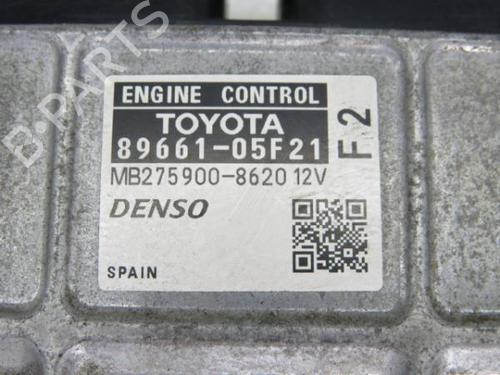 ENGINE CONTROL
TOYOTA
89661-05F21
F2
MB275900-8620 12V
DENSO
SPAIN
B-PARTS